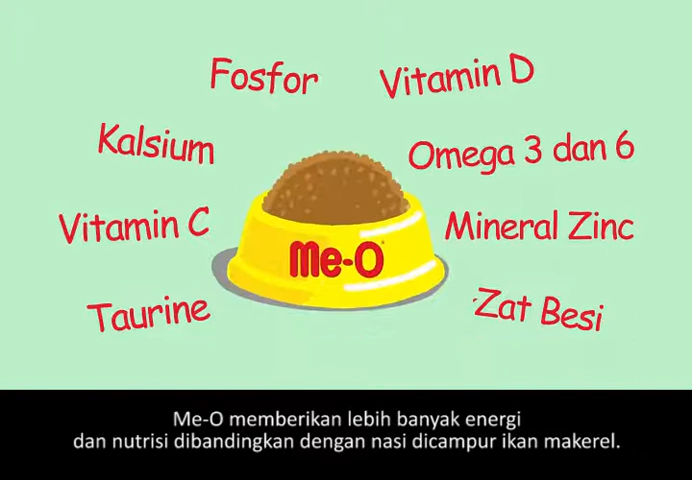 Fosfor
Vitamin D
Kalsium
Omega 3 dan 6
Vitamin C
Mineral Zinc
Me-O
Taurine
Zat Besi
Me-O memberikan lebih banyak energi
dan nutrisi dibandingkan dengan nasi dicampur ikan makerel.